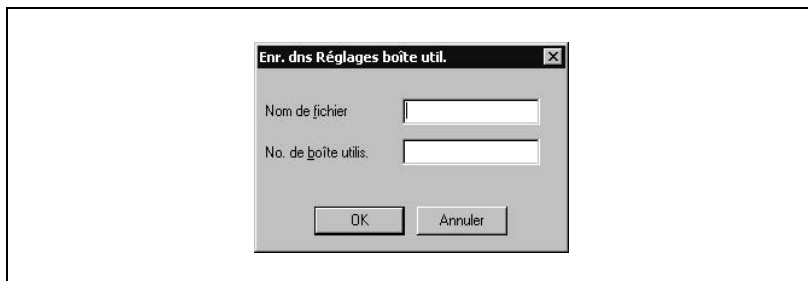 Enr. dns Réglages boîte util.
Nom de fichier
No. de boîte utilis.
OK Annuler